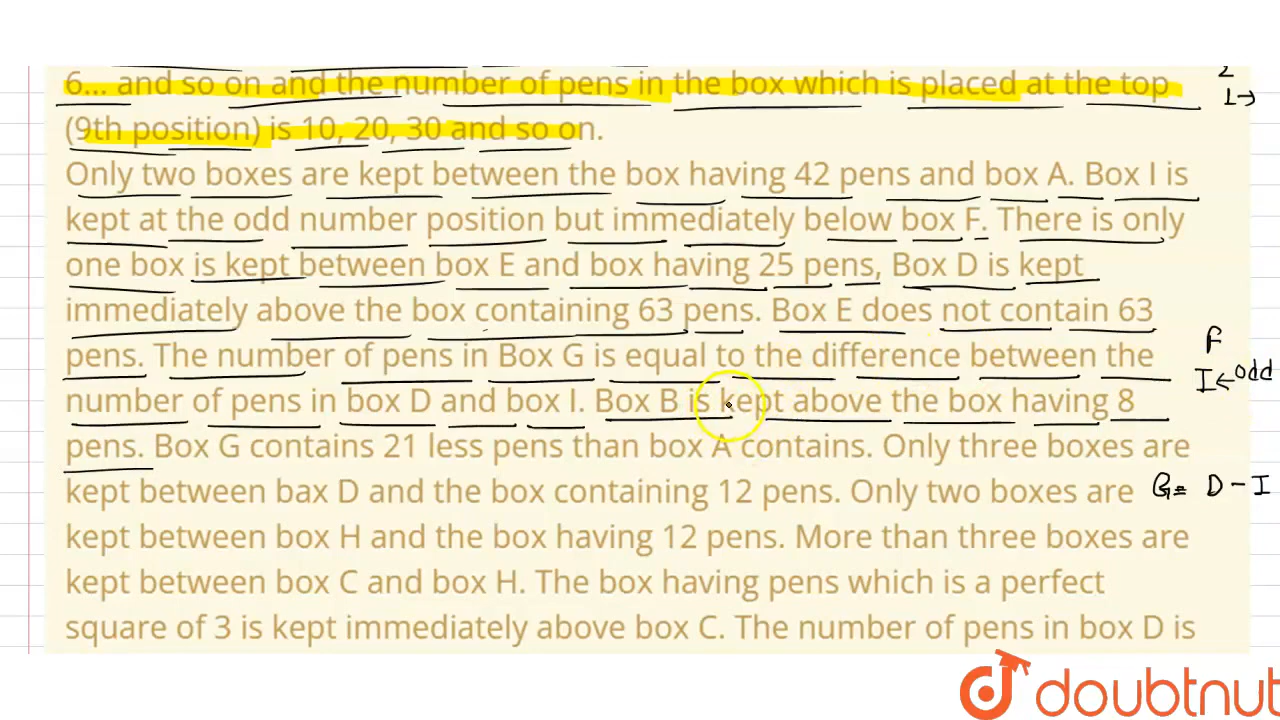 6... and so on and the number of pens in the box which is placed at the top
(9th position) is 10, 20, 30 and so on.
Only two boxes are kept between the box having 42 pens and box A. Box I is
kept at the odd number position but immediately below box F. There is only
one box is kept between box E and box having 25 pens, Box D is kept
immediately above the box containing 63 pens. Box E does not contain 63
pens. The number of pens in Box G is equal to the difference between the
number of pens in box D and box I. Box B is kept above the box having 8
pens. Box G contains 21 less pens than box A contains. Only three boxes are
kept between bax D and the box containing 12 pens. Only two boxes are
kept between box H and the box having 12 pens. More than three boxes are
kept between box C and box H. The box having pens which is a perfect
square of 3 is kept immediately above box C. The number of pens in box D is
2
1→
F
I ← odd
G = D - I
doubtnut